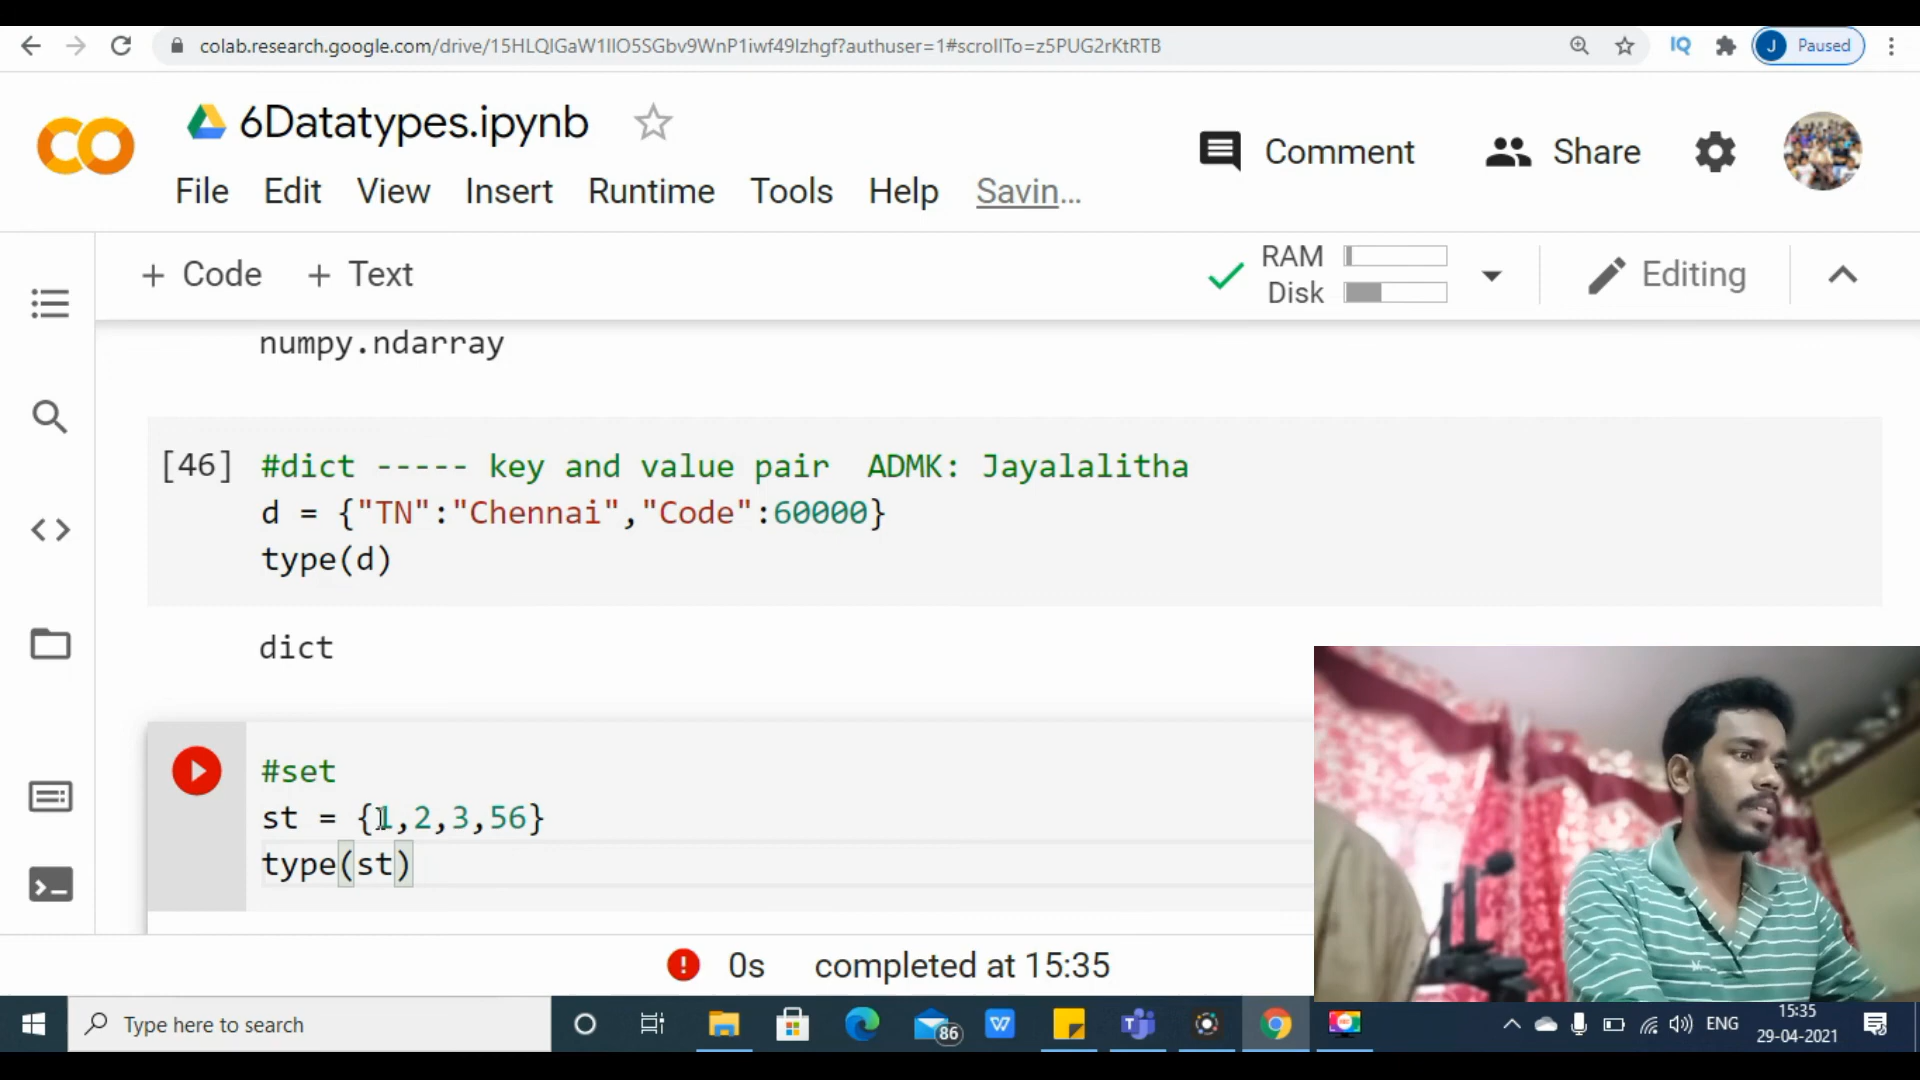 colab.research.google.com/drive/15HLQlGaW1lIO5SGbv9WnP1iwf49lzhgf?authuser=1#scrollTo=z5PUG2rKtRTB
IQ
J Paused
6Datatypes.ipynb
Comment
Share
File Edit View Insert Runtime Tools Help Savin...
+ Code + Text
RAM
Disk
Editing
numpy.ndarray
[46] #dict ----- key and value pair ADMK: Jayalalitha
d = {"TN":"Chennai","Code":60000}
type(d)
dict
#set
st = {1,2,3,56}
type(st)
0s completed at 15:35
Type here to search
86
W
ENG
15:35
29-04-2021